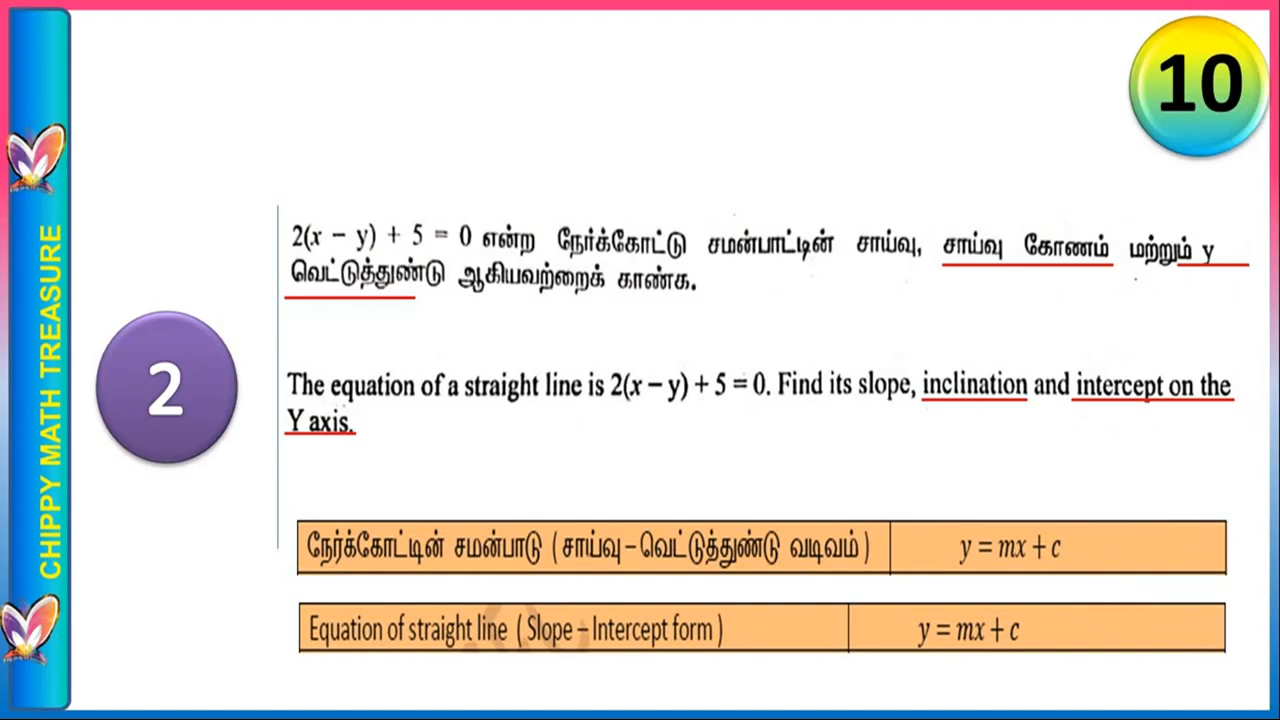 10
2(x − y) + 5 = 0 என்ற நேர்க்கோட்டு சமன்பாட்டின் சாய்வு, சாய்வு கோணம் மற்றும் y
வெட்டுத்துண்டு ஆகியவற்றைக் காண்க.
CHIPPY MATH TREASURE
2
The equation of a straight line is 2(x − y) + 5 = 0. Find its slope, inclination and intercept on the
Y axis.
நேர்க்கோட்டின் சமன்பாடு ( சாய்வு – வெட்டுத்துண்டு வடிவம் ) y = mx + c
Equation of straight line ( Slope – Intercept form ) y = mx + c